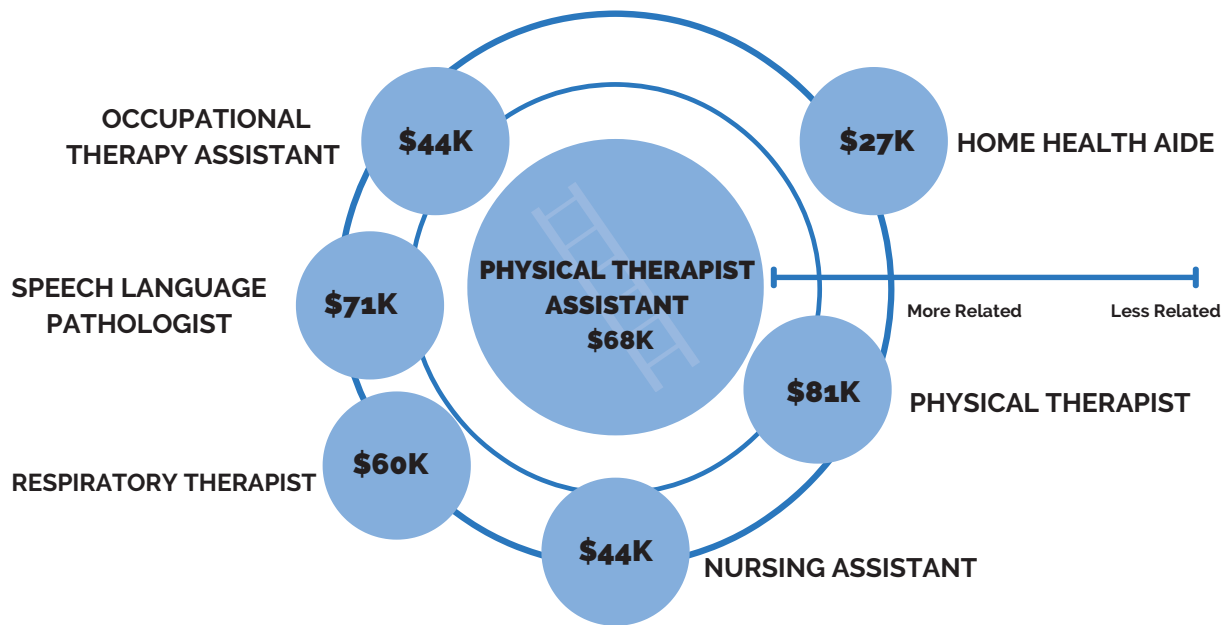 OCCUPATIONAL
THERAPY ASSISTANT
$44K
$27K
HOME HEALTH AIDE
SPEECH LANGUAGE
PATHOLOGIST
$71K
PHYSICAL THERAPIST
ASSISTANT
$68K
More Related
Less Related
$81K
PHYSICAL THERAPIST
RESPIRATORY THERAPIST
$60K
$44K
NURSING ASSISTANT